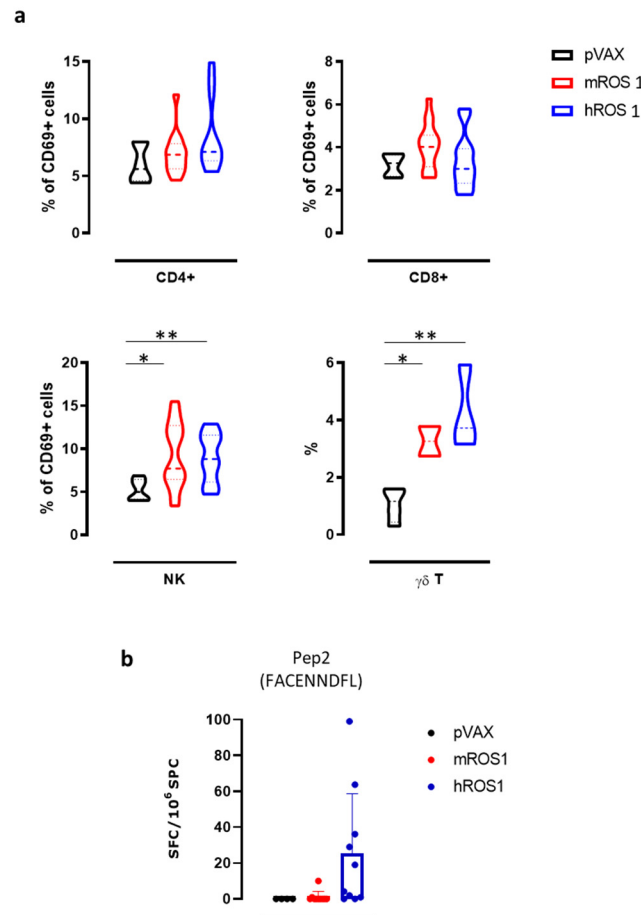 a
15
10
5
0
% of CD69+ cells
CD4+
8
6
4
2
0
% of CD69+ cells
CD8+
pVAX
mROS 1
hROS 1
20
15
10
5
0
% of CD69+ cells
*
**
NK
6
4
2
0
%
*
**
γδ T
b
Pep2
(FACENNDFL)
100
80
60
40
20
0
SFC/10⁶ SPC
pVAX
mROS1
hROS1